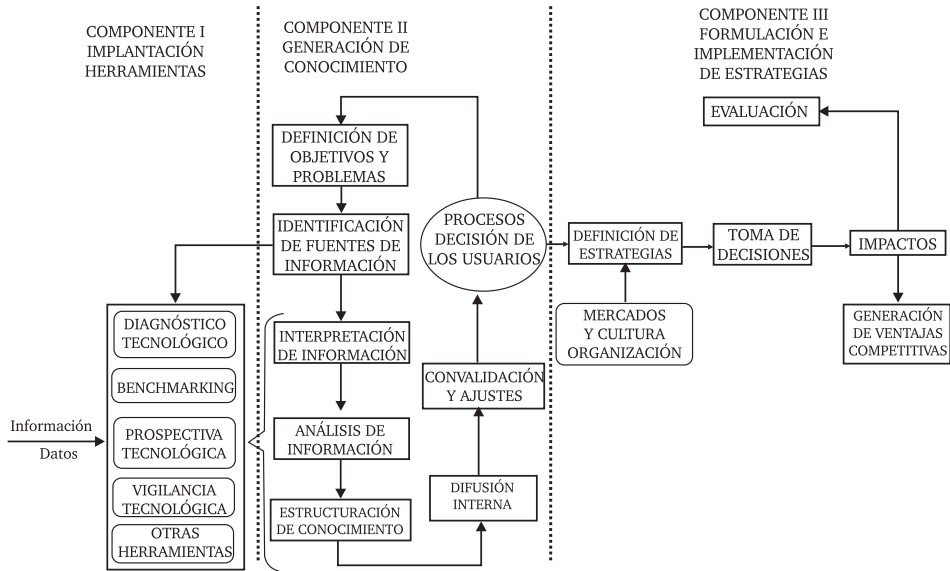 COMPONENTE I
IMPLANTACIÓN
HERRAMIENTAS
COMPONENTE II
GENERACIÓN DE
CONOCIMIENTO
COMPONENTE III
FORMULACIÓN E
IMPLEMENTACIÓN
DE ESTRATEGIAS
Información
Datos
DIAGNÓSTICO
TECNOLÓGICO
BENCHMARKING
PROSPECTIVA
TECNOLÓGICA
VIGILANCIA
TECNOLÓGICA
OTRAS
HERRAMIENTAS
DEFINICIÓN DE
OBJETIVOS Y
PROBLEMAS
IDENTIFICACIÓN
DE FUENTES DE
INFORMACIÓN
INTERPRETACIÓN
DE INFORMACIÓN
ANÁLISIS DE
INFORMACIÓN
ESTRUCTURACIÓN
DE CONOCIMIENTO
PROCESOS
DECISIÓN DE
LOS USUARIOS
CONVALIDACIÓN
Y AJUSTES
DIFUSIÓN
INTERNA
EVALUACIÓN
DEFINICIÓN DE
ESTRATEGIAS
TOMA DE
DECISIONES
IMPACTOS
MERCADOS
Y CULTURA
ORGANIZACIÓN
GENERACIÓN
DE VENTAJAS
COMPETITIVAS